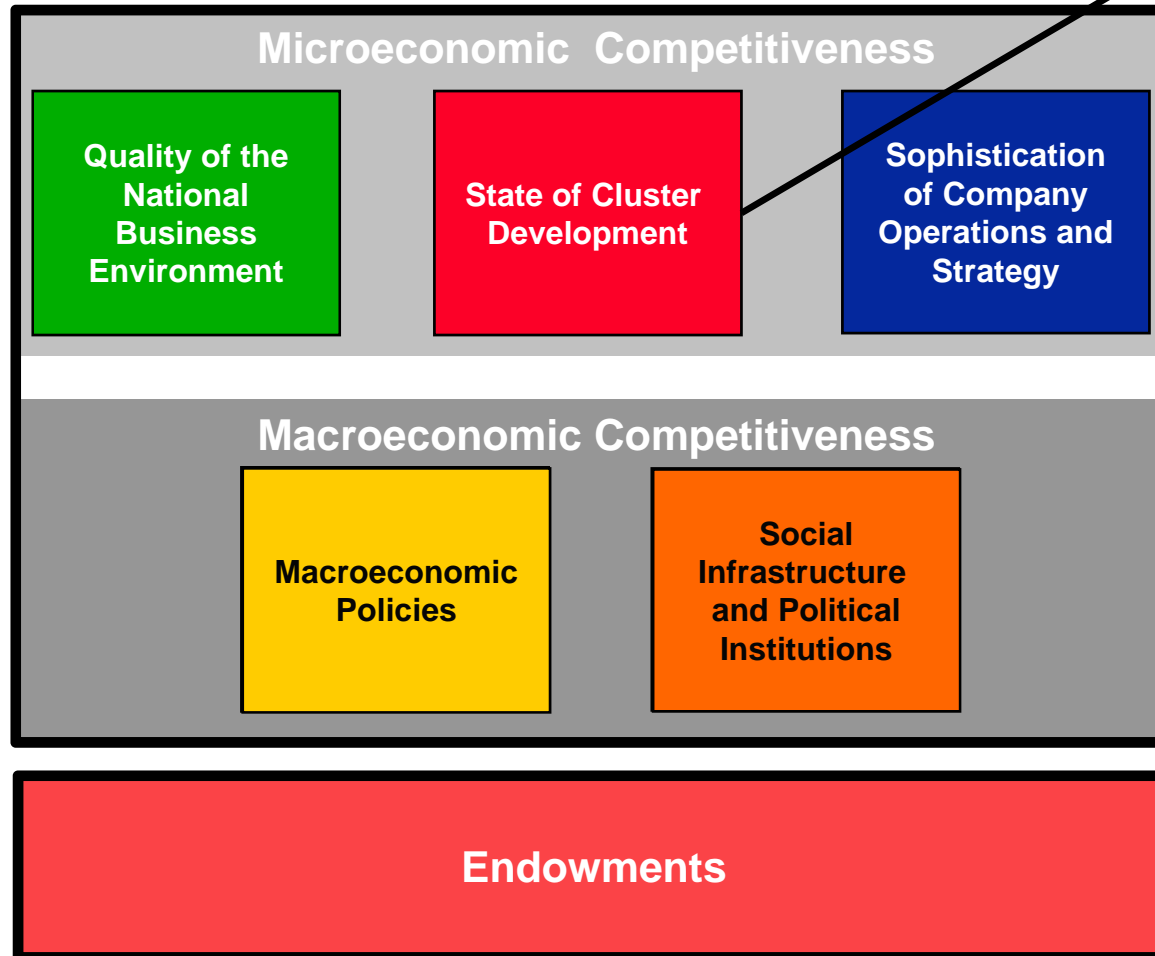 Microeconomic Competitiveness
Quality of the
National
Business
Environment
State of Cluster
Development
Sophistication
of Company
Operations and
Strategy
Macroeconomic Competitiveness
Macroeconomic
Policies
Social
Infrastructure
and Political
Institutions
Endowments